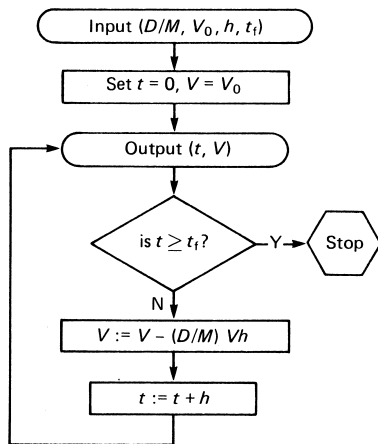 Input (D/M, V₀, h, t_f)
Set t = 0, V = V₀
Output (t, V)
is t ≥ t_f?
Y
Stop
N
V := V − (D/M) Vh
t := t + h